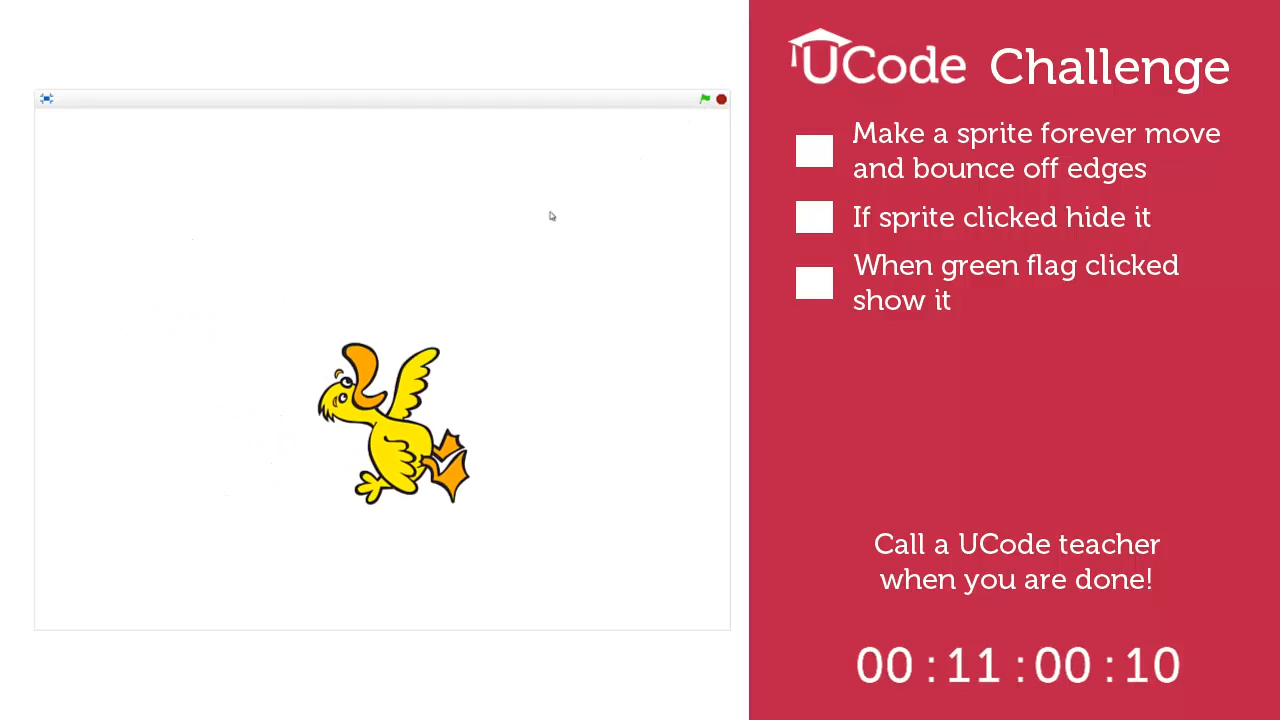 UCode Challenge
Make a sprite forever move
and bounce off edges
If sprite clicked hide it
When green flag clicked
show it
Call a UCode teacher
when you are done!
00:11:00:10